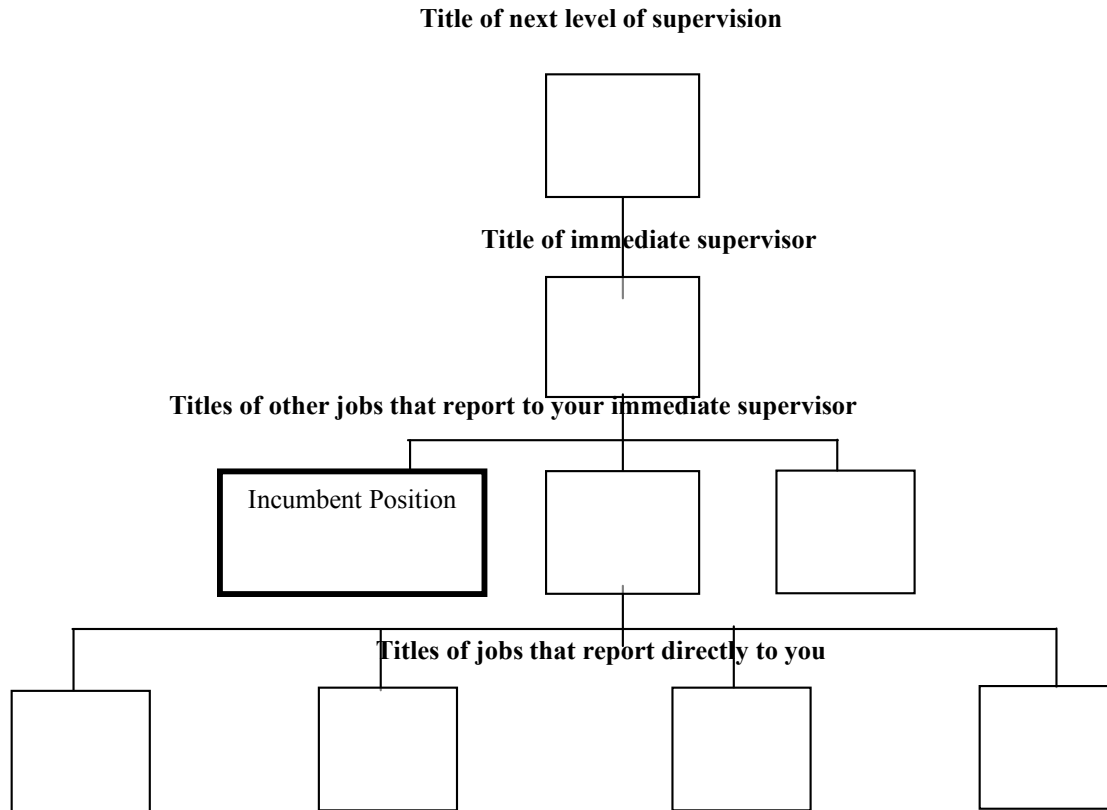 Title of next level of supervision
Title of immediate supervisor
Titles of other jobs that report to your immediate supervisor
Incumbent Position
Titles of jobs that report directly to you